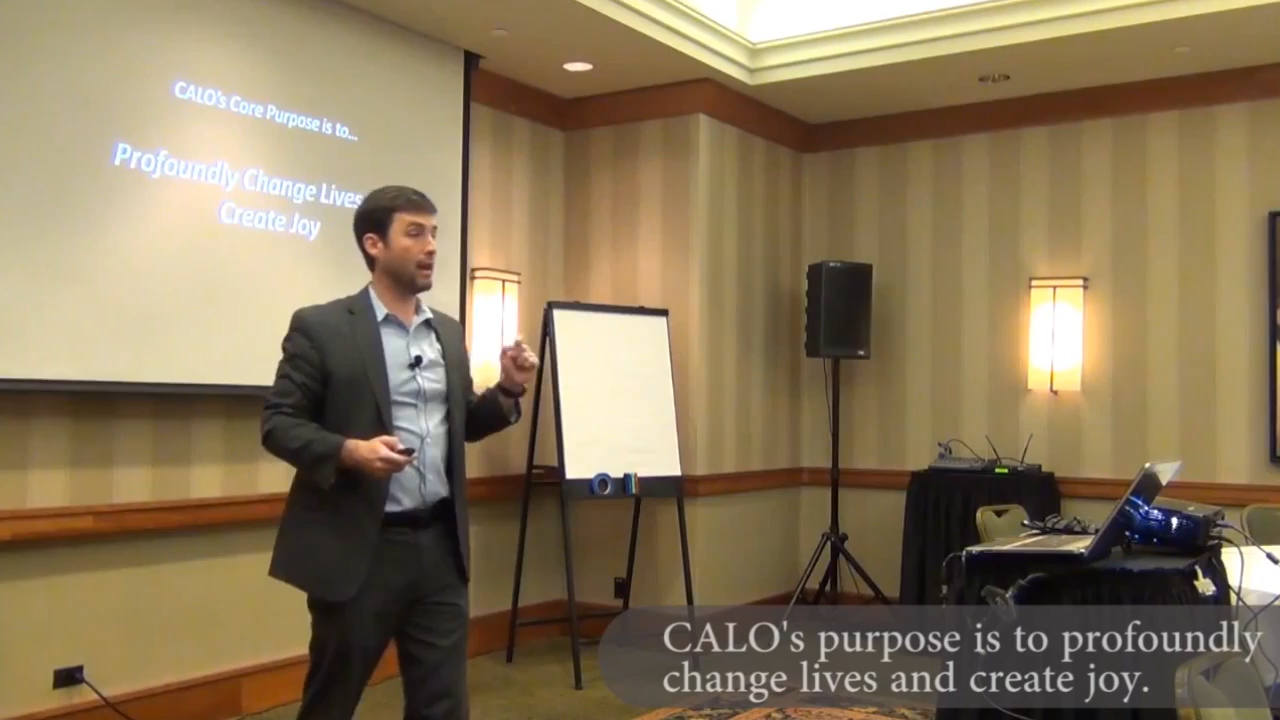 CALO's Core Purpose is to...
Profoundly Change Lives
Create Joy
CALO's purpose is to profoundly
change lives and create joy.